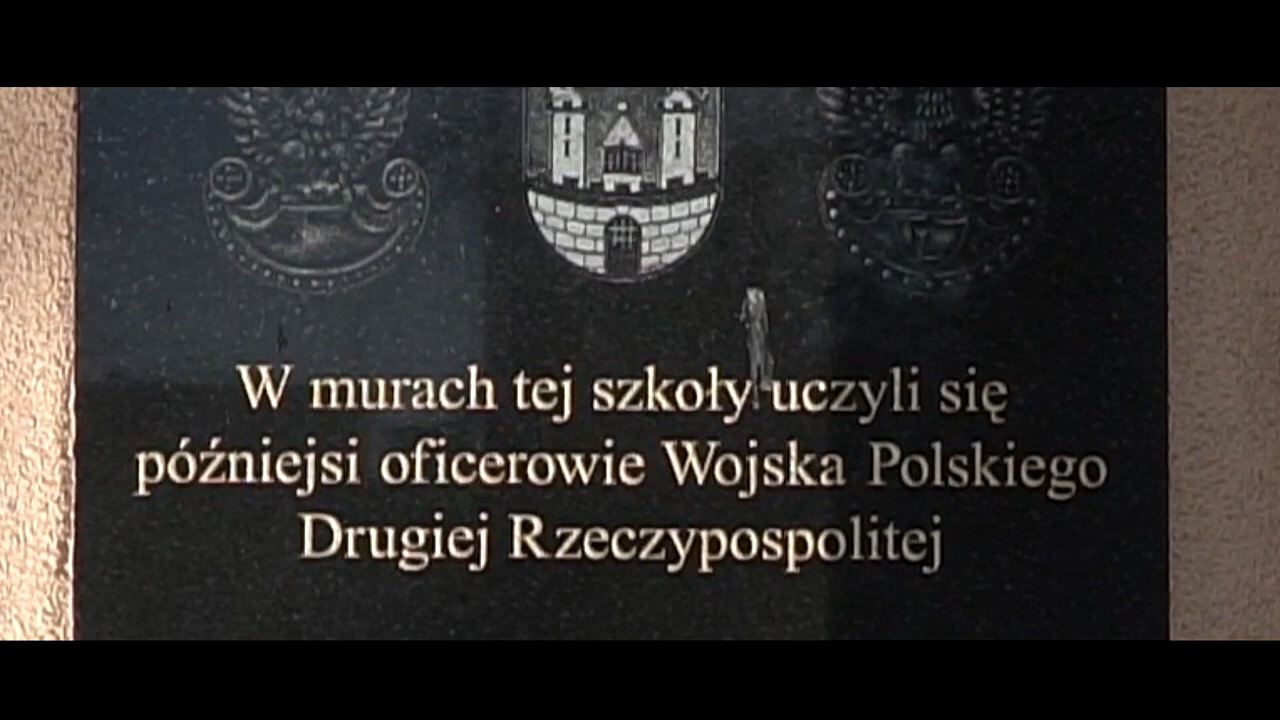 W murach tej szkoły uczyli się
późniejsi oficerowie Wojska Polskiego
Drugiej Rzeczypospolitej